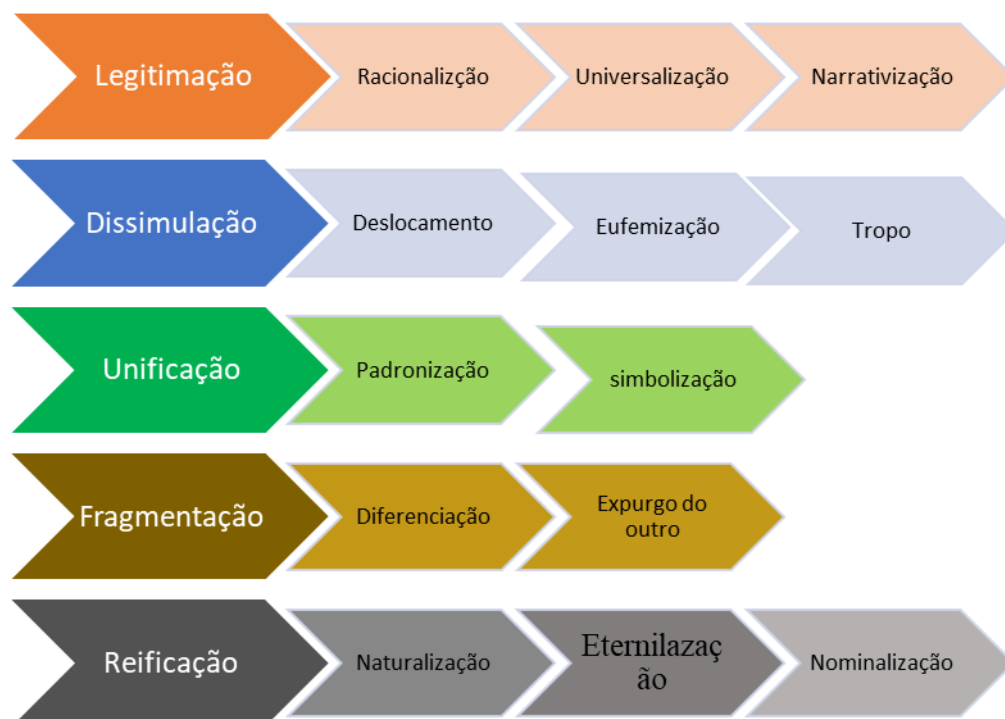 Legitimação
Racionalizção
Universalização
Narrativização
Dissimulação
Deslocamento
Eufemização
Tropo
Unificação
Padronização
simbolização
Fragmentação
Diferenciação
Expurgo do
outro
Reificação
Naturalização
Eternilazaç
ão
Nominalização